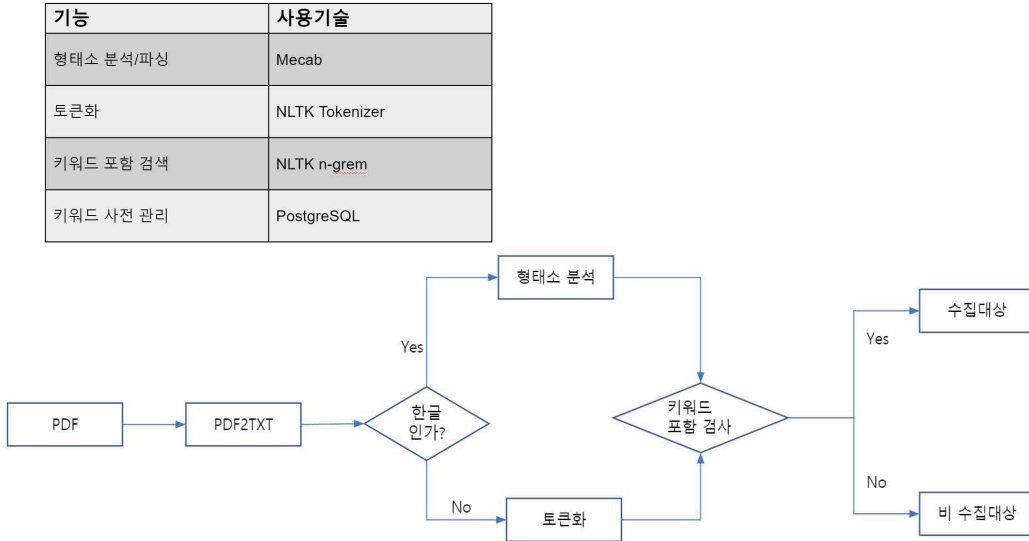 기능 사용기술
형태소 분석/파싱 Mecab
토큰화 NLTK Tokenizer
키워드 포함 검색 NLTK n-grem
키워드 사전 관리 PostgreSQL
형태소 분석
수집대상
Yes
Yes
PDF
PDF2TXT
한글
인가?
키워드
포함 검사
No
No
토큰화
비 수집대상